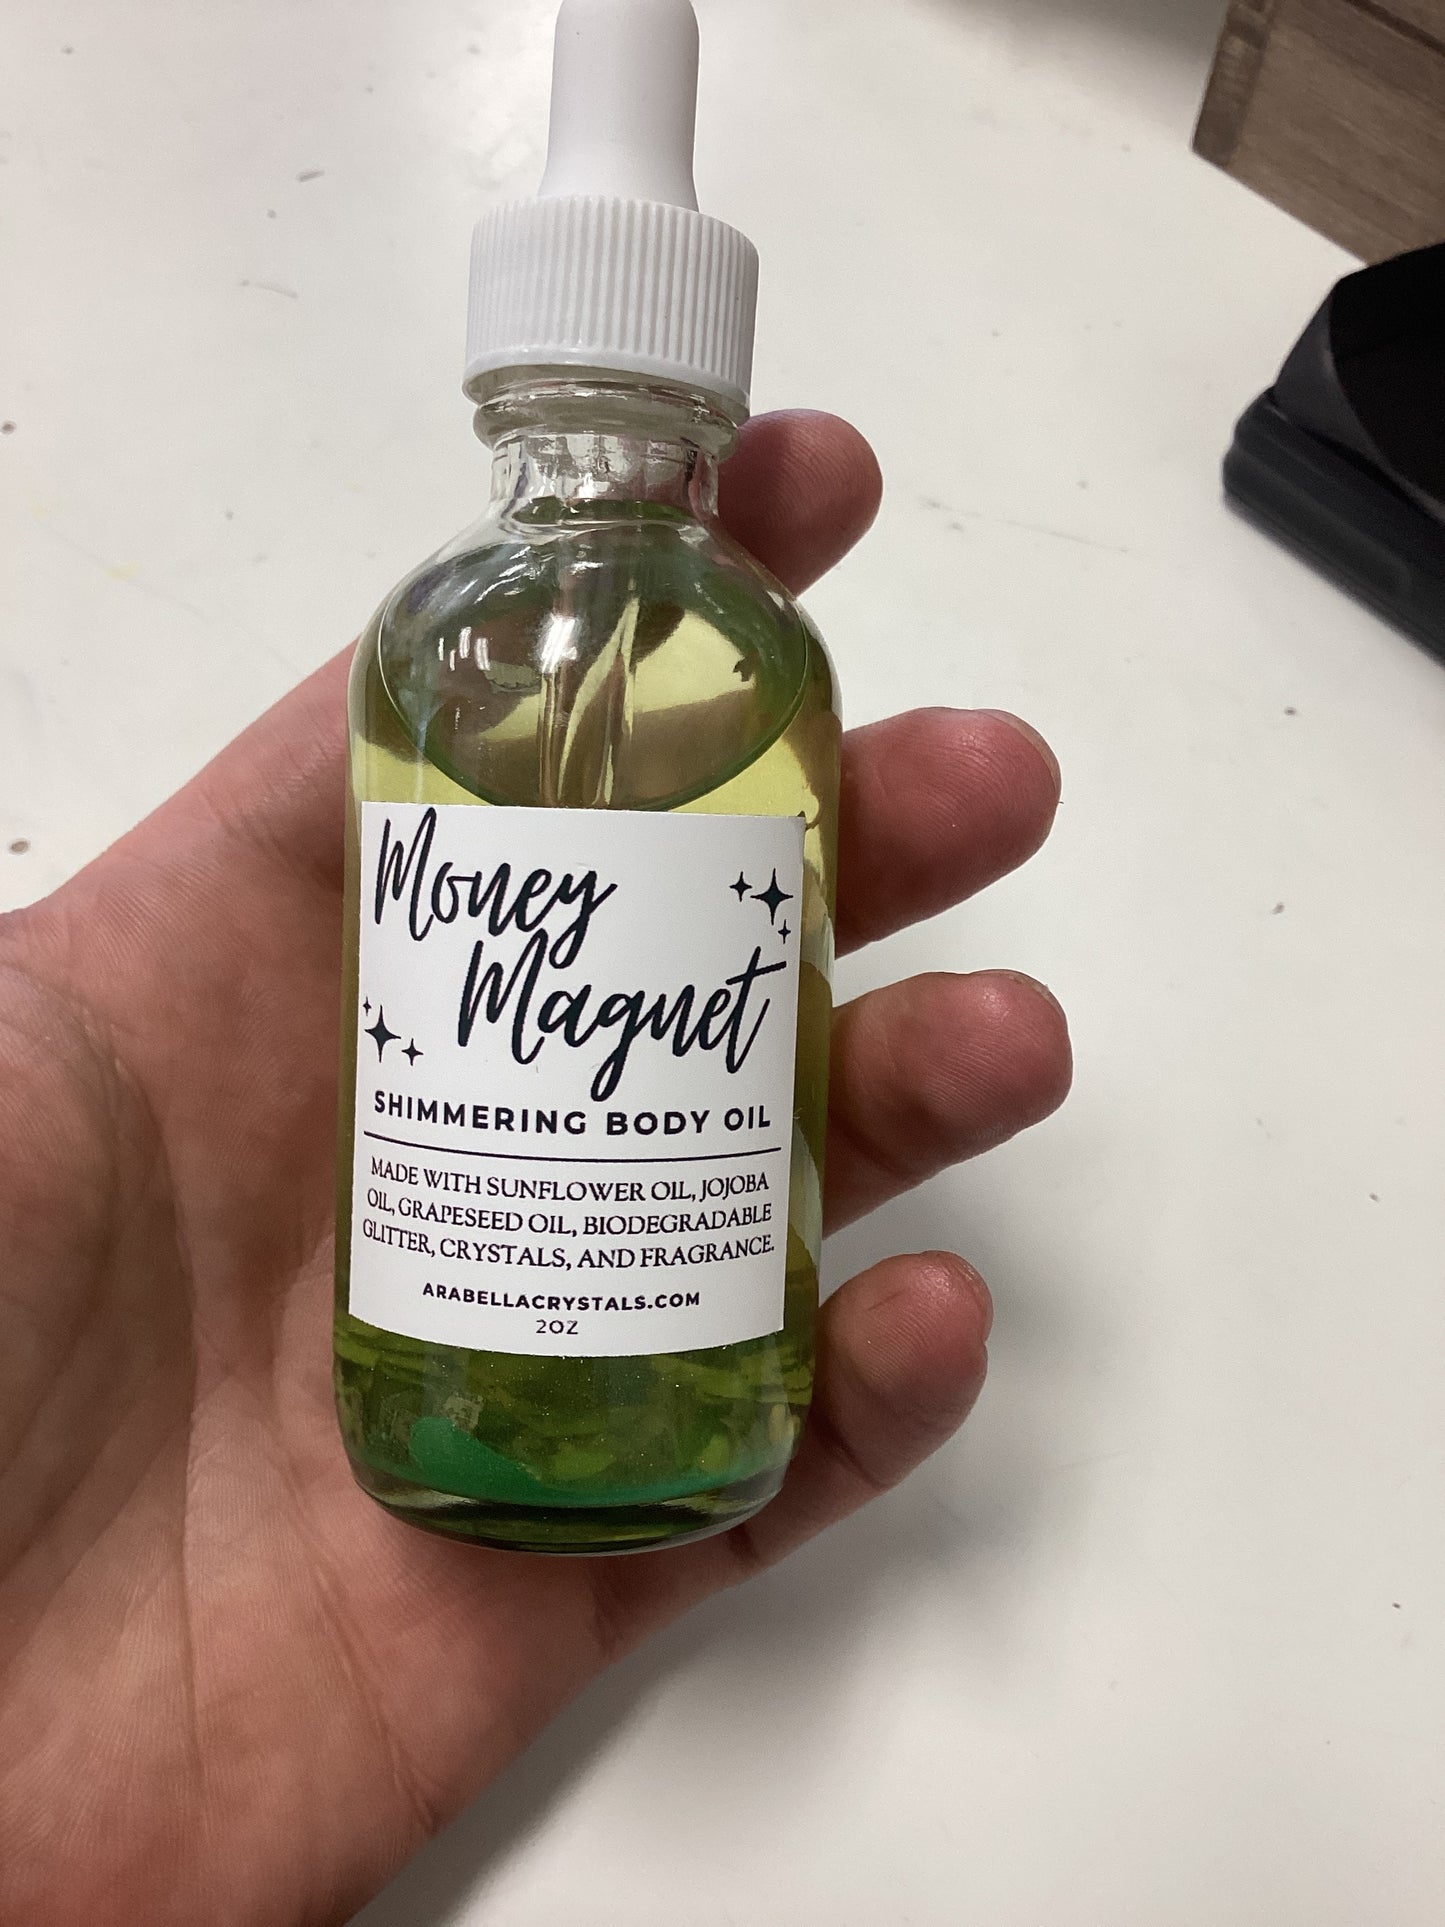 Money
Magnet
SHIMMERING BODY OIL
MADE WITH SUNFLOWER OIL, JOJOBA
OIL, GRAPESEED OIL, BIODEGRADABLE
GLITTER, CRYSTALS, AND FRAGRANCE.
ARABELLACRYSTALS.COM
2OZ